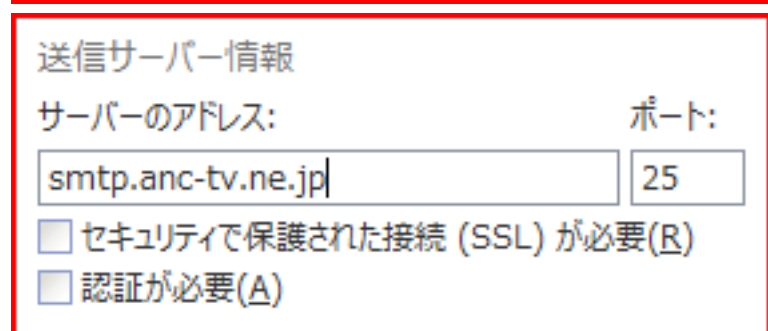 送信サーバー情報
サーバーのアドレス: ポート:
smtp.anc-tv.ne.jp 25
セキュリティで保護された接続 (SSL) が必要(R)
認証が必要(A)